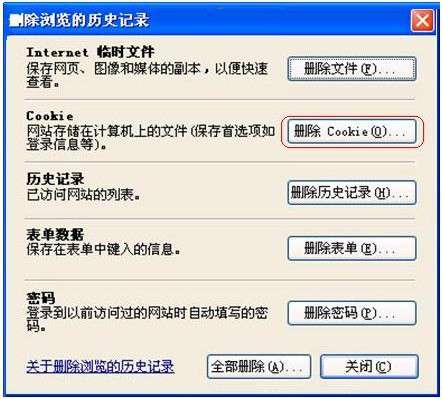 删除浏览的历史记录
Internet 临时文件
保存网页、图像和媒体的副本，以便快速
查看。
删除文件(F)...
Cookie
网站存储在计算机上的文件(保存首选项如
登录信息等)。
删除 Cookie(O)...
历史记录
已访问网站的列表。
删除历史记录(H)...
表单数据
保存在表单中键入的信息。
删除表单(E)...
密码
登录到以前访问过的网站时自动填写的密
码。
删除密码(P)...
关于删除浏览的历史记录
全部删除(A)...
关闭(C)